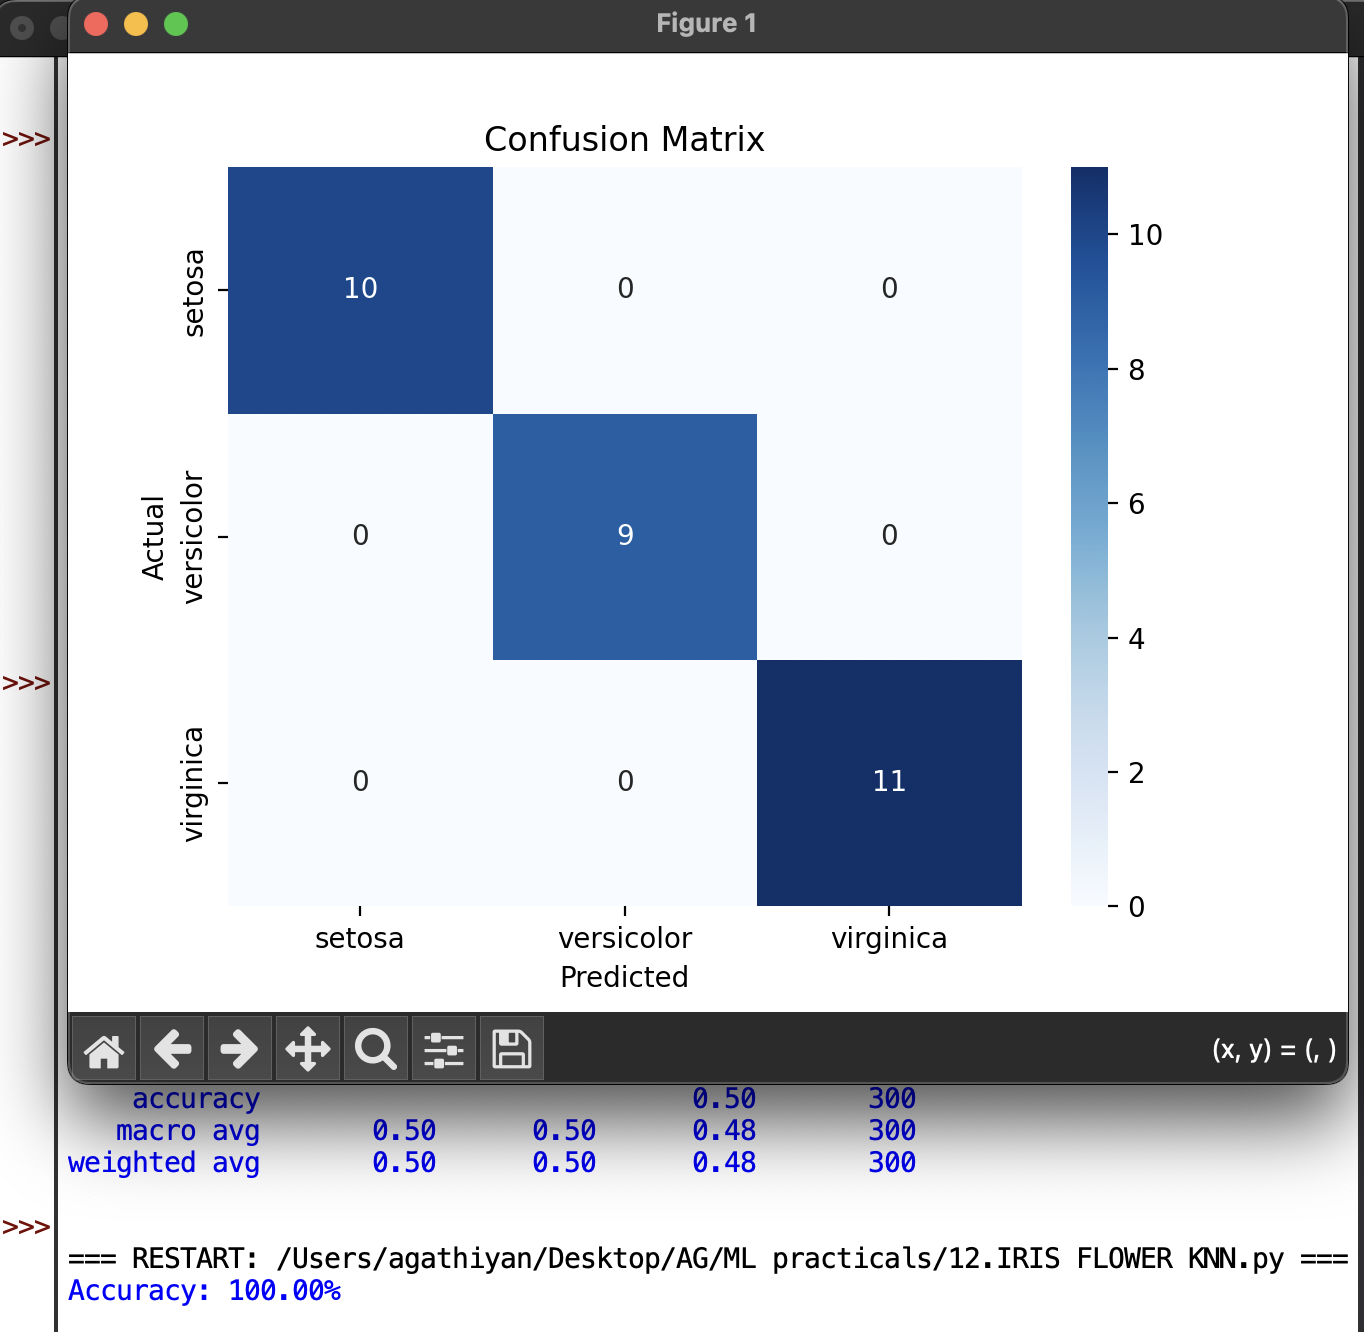 Figure 1
>>>
Confusion Matrix
setosa 10 0 0
Actual
versicolor 0 9 0
virginica 0 0 11
10
8
6
4
2
0
setosa versicolor virginica
Predicted
>>>
(x, y) = (, )
accuracy 0.50 300
macro avg 0.50 0.50 0.48 300
weighted avg 0.50 0.50 0.48 300
>>>
=== RESTART: /Users/agathiyan/Desktop/AG/ML practicals/12.IRIS FLOWER KNN.py ===
Accuracy: 100.00%